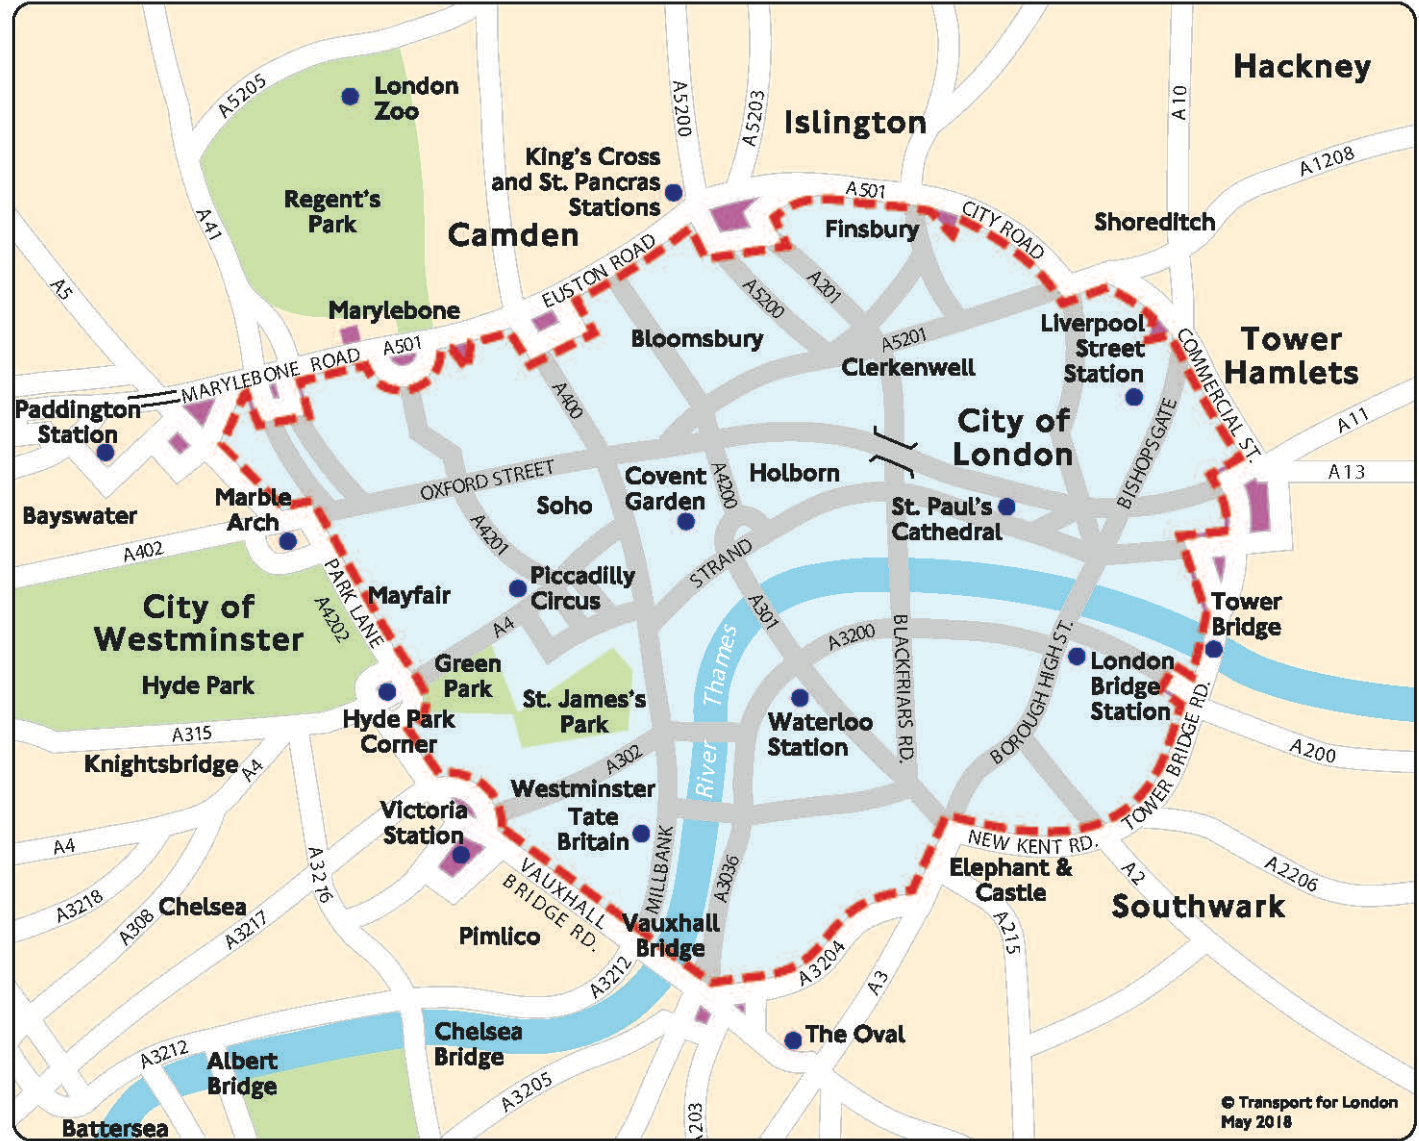 Hackney
A5205
London
Zoo
A5200
A5203
A10
Islington
A1208
King's Cross
and St. Pancras
Stations
Regent's
Park
A501
CITY ROAD
Shoreditch
A41
Camden
Finsbury
EUSTON ROAD
A5
A5200
A201
Marylebone
Bloomsbury
A5201
Liverpool
Street
Station
Tower
Hamlets
COMMERCIAL ST.
MARYLEBONE ROAD
A501
Clerkenwell
A400
Paddington
Station
City of
London
A11
BISHOPSGATE
OXFORD STREET
Covent
Garden
A4200
Holborn
A13
Marble
Arch
Soho
St. Paul's
Cathedral
Bayswater
A402
A4201
STRAND
PARK LANE
A4202
Mayfair
Piccadilly
Circus
City of
Westminster
A4
A301
A3200
BLACKFRIARS RD.
BOROUGH HIGH ST.
Tower
Bridge
Hyde Park
Green
Park
St. James's
Park
River Thames
London
Bridge
Station
A315
Hyde Park
Corner
Waterloo
Station
TOWER BRIDGE RD.
A200
Knightsbridge
A4
A302
Westminster
Victoria
Station
Tate
Britain
A4
A3216
VAUXHALL
BRIDGE RD.
MILLBANK
A3036
NEW KENT RD.
Elephant &
Castle
A2
A2206
A3218
A308
Chelsea
A3217
Southwark
Pimlico
Vauxhall
Bridge
A215
A3204
A3212
A3
Chelsea
Bridge
The Oval
A3212
Albert
Bridge
A3205
A203
Battersea
© Transport for London
May 2018